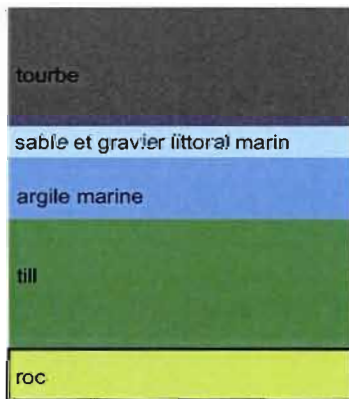 tourbe
sable et gravier littoral marin
argile marine
till
roc